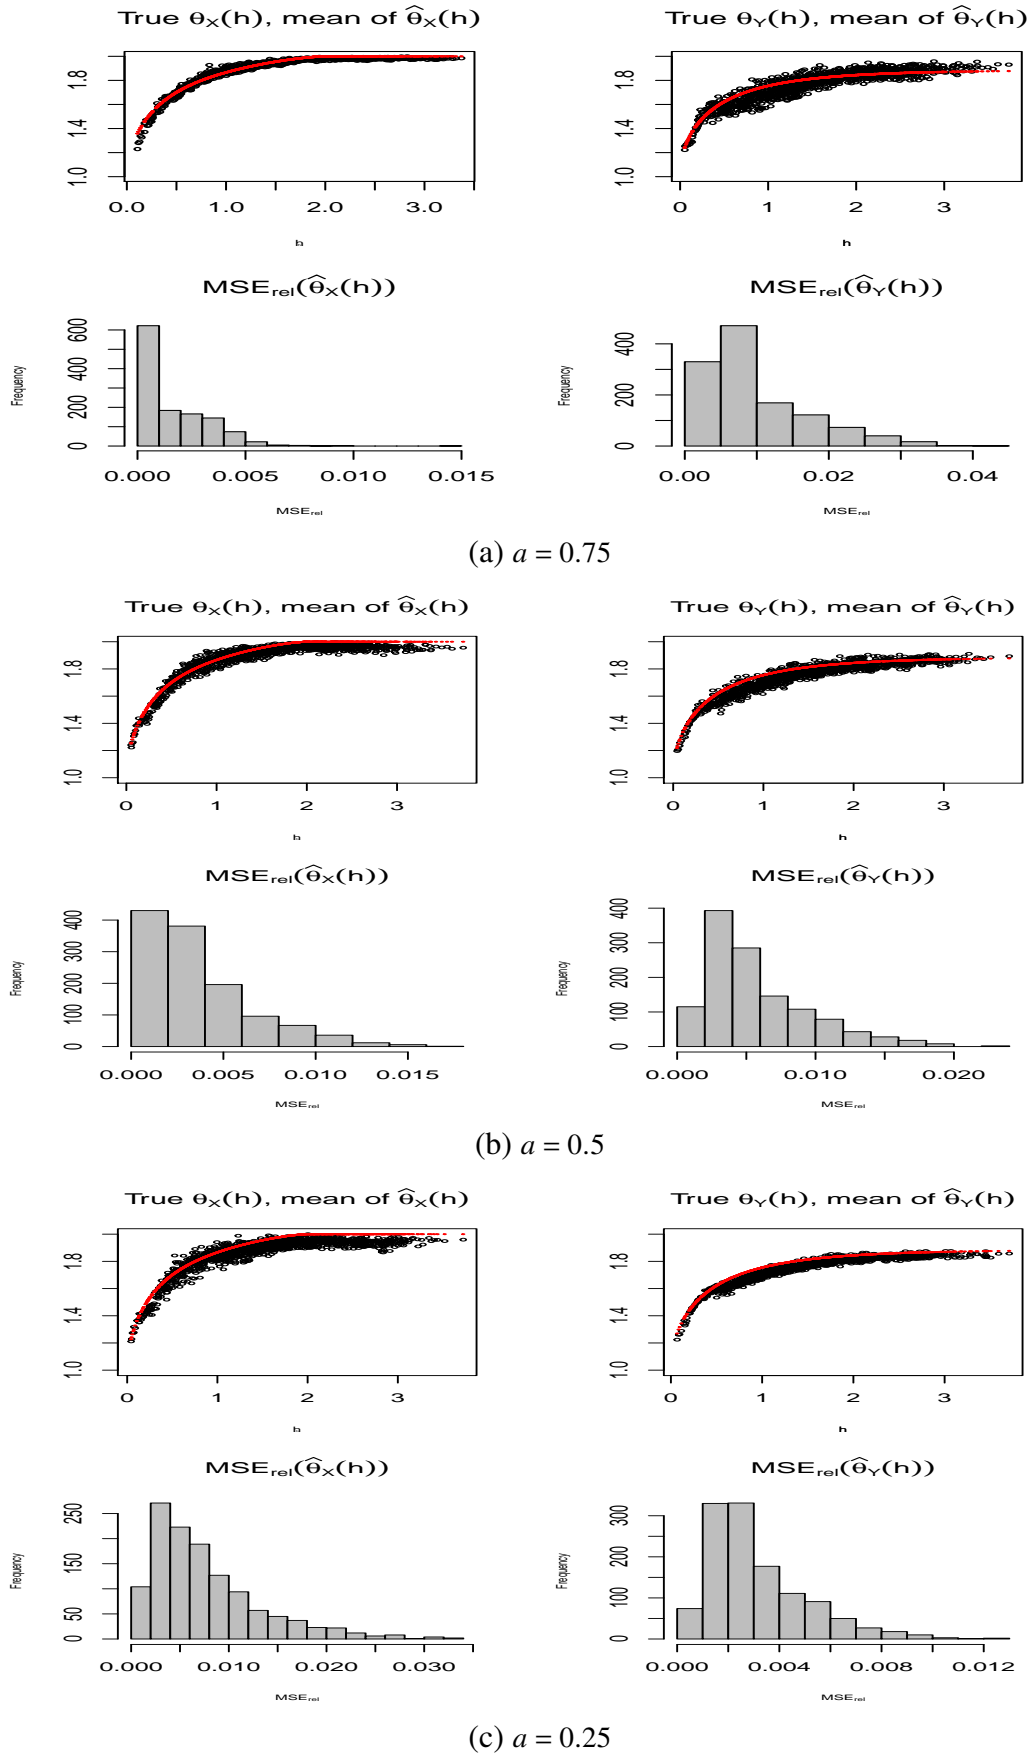 True θX(h), mean of θ̂X(h)
True θY(h), mean of θ̂Y(h)
1.0 1.4 1.8
0.0 1.0 2.0 3.0
h
1.0 1.4 1.8
0 1 2 3
h
MSErel(θ̂X(h))
MSErel(θ̂Y(h))
Frequency
0 200 400 600
0.000 0.005 0.010 0.015
MSErel
Frequency
0 200 400
0.00 0.02 0.04
MSErel
(a) a = 0.75
True θX(h), mean of θ̂X(h)
True θY(h), mean of θ̂Y(h)
1.0 1.4 1.8
0 1 2 3
h
1.0 1.4 1.8
0 1 2 3
h
MSErel(θ̂X(h))
MSErel(θ̂Y(h))
Frequency
0 100 200 300 400
0.000 0.005 0.010 0.015
MSErel
Frequency
0 100 200 300 400
0.000 0.010 0.020
MSErel
(b) a = 0.5
True θX(h), mean of θ̂X(h)
True θY(h), mean of θ̂Y(h)
1.0 1.4 1.8
0 1 2 3
h
1.0 1.4 1.8
0 1 2 3
h
MSErel(θ̂X(h))
MSErel(θ̂Y(h))
Frequency
0 50 150 250
0.000 0.010 0.020 0.030
MSErel
Frequency
0 100 200 300
0.000 0.004 0.008 0.012
MSErel
(c) a = 0.25